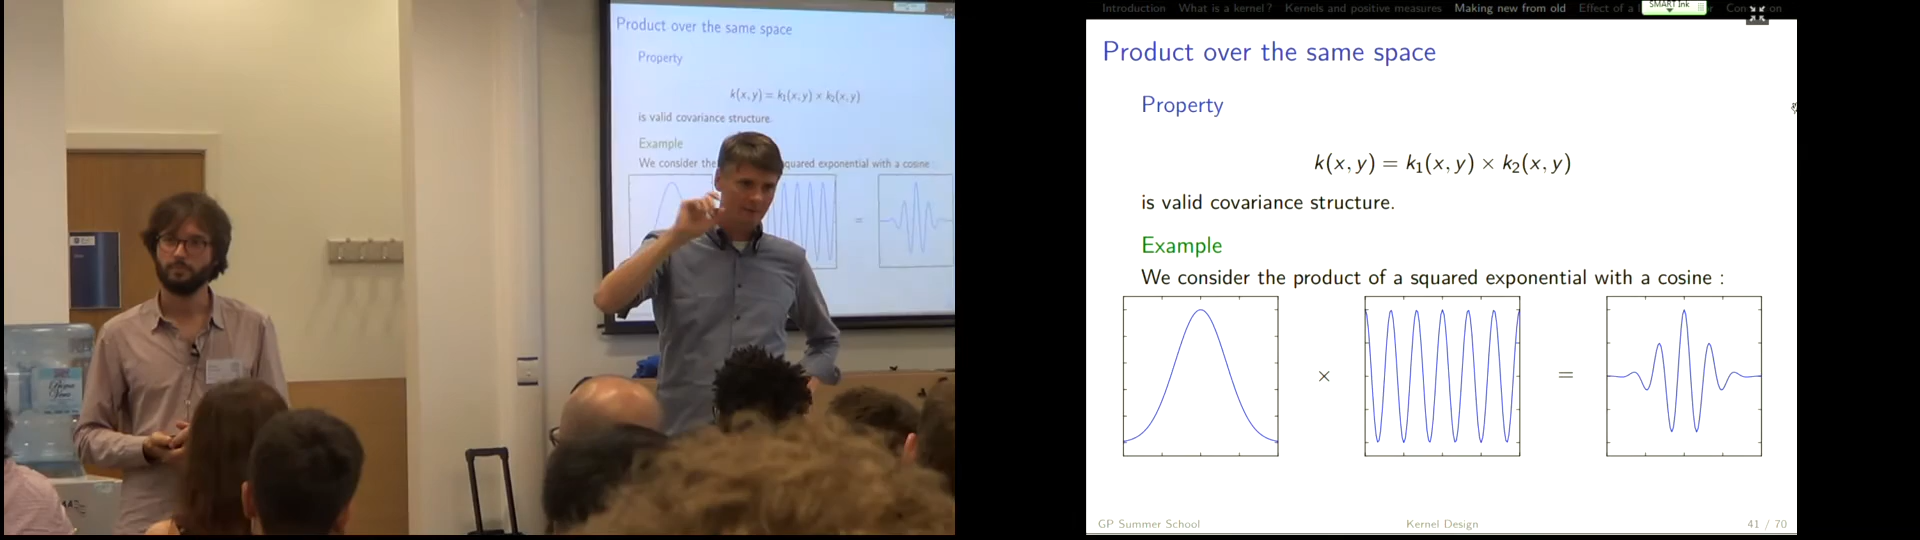 Product over the same space
Property
k(x, y) = k₁(x, y) × k₂(x, y)
is valid covariance structure.
Example
We consider the
squared exponential with a cosine
=
Introduction What is a kernel? Kernels and positive measures Making new from old Effect of a
SMART Ink
Product over the same space
Property
k(x, y) = k₁(x, y) × k₂(x, y)
is valid covariance structure.
Example
We consider the product of a squared exponential with a cosine :
×
=
GP Summer School Kernel Design 41 / 70